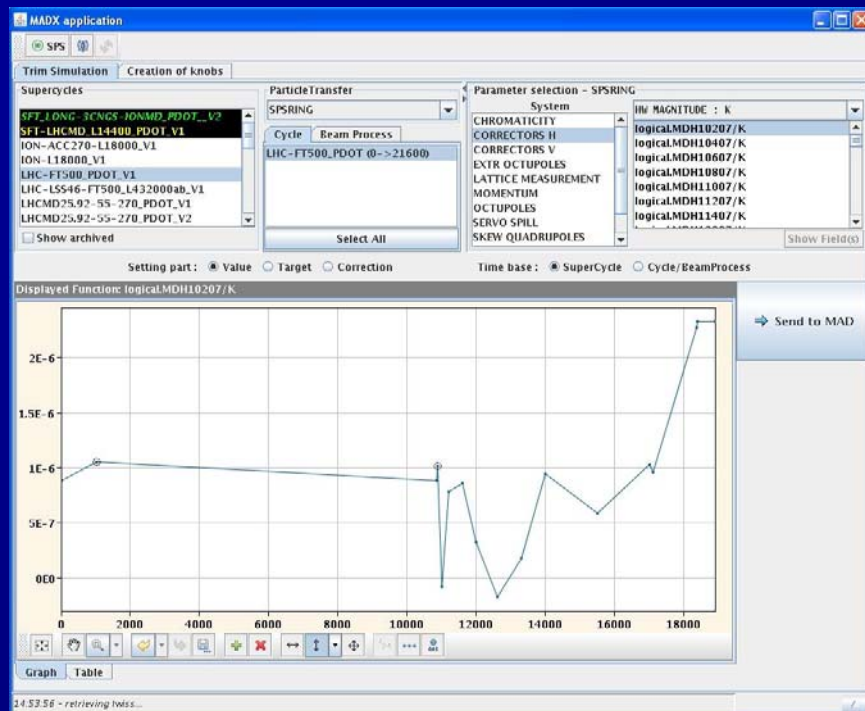 MADX application
SPS
Trim Simulation Creation of knobs
Supercycles
SFT_LONG-3CNGS-IONMD_PDOT__V2
SFT-LHCMD_L14400_PDOT_V1
ION-ACC270-L18000_V1
ION-L18000_V1
LHC-FT500_PDOT_V1
LHC-LSS46-FT500_L432000ab_V1
LHCMD25.92-55-270_PDOT_V1
LHCMD25.92-55-270_PDOT_V2
Show archived
ParticleTransfer
SPSRING
Cycle Beam Process
LHC-FT500_PDOT (0->21600)
Select All
Parameter selection - SPSRING
System
CHROMATICITY
CORRECTORS H
CORRECTORS V
EXTR OCTUPOLES
LATTICE MEASUREMENT
MOMENTUM
OCTUPOLES
SERVO SPILL
SKEW QUADRUPOLES
HW MAGNITUDE : K
logical.MDH10207/K
logical.MDH10407/K
logical.MDH10607/K
logical.MDH10807/K
logical.MDH11007/K
logical.MDH11207/K
logical.MDH11407/K
Show Field(s)
Setting part : Value Target Correction
Time base : SuperCycle Cycle/BeamProcess
Displayed Function: logical.MDH10207/K
Send to MAD
2E-6
1.5E-6
1E-6
5E-7
0E0
0 2000 4000 6000 8000 10000 12000 14000 16000 18000
Graph Table
14:53:56 - retrieving twiss...